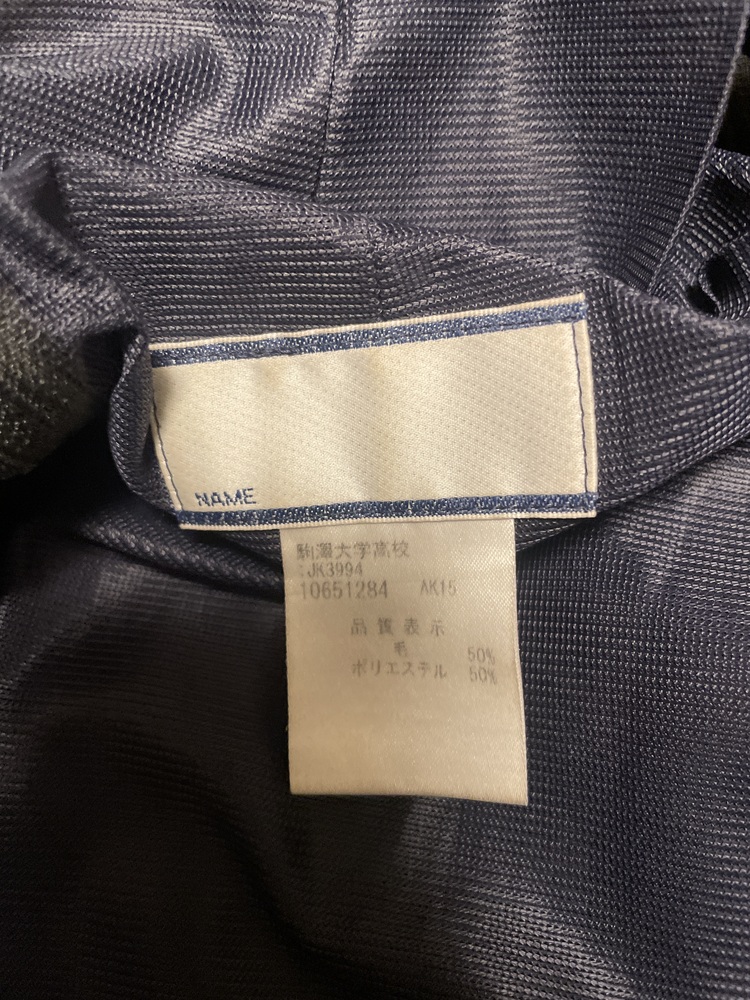 NAME
駒澤大学高校
:JK3994
10651284 AK15
品質表示
毛 50%
ポリエステル 50%